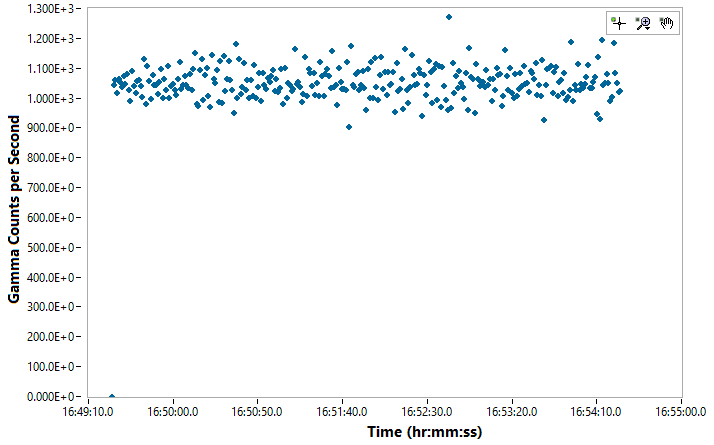 1.300E+3
1.200E+3
1.100E+3
1.000E+3
900.0E+0
800.0E+0
700.0E+0
600.0E+0
500.0E+0
400.0E+0
300.0E+0
200.0E+0
100.0E+0
0.000E+0
Gamma Counts per Second
16:49:10.0 16:50:00.0 16:50:50.0 16:51:40.0 16:52:30.0 16:53:20.0 16:54:10.0 16:55:00.0
Time (hr:mm:ss)